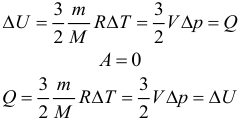 ΔU = 3/2 m/M RΔT = 3/2 VΔp = Q
A = 0
Q = 3/2 m/M RΔT = 3/2 VΔp = ΔU